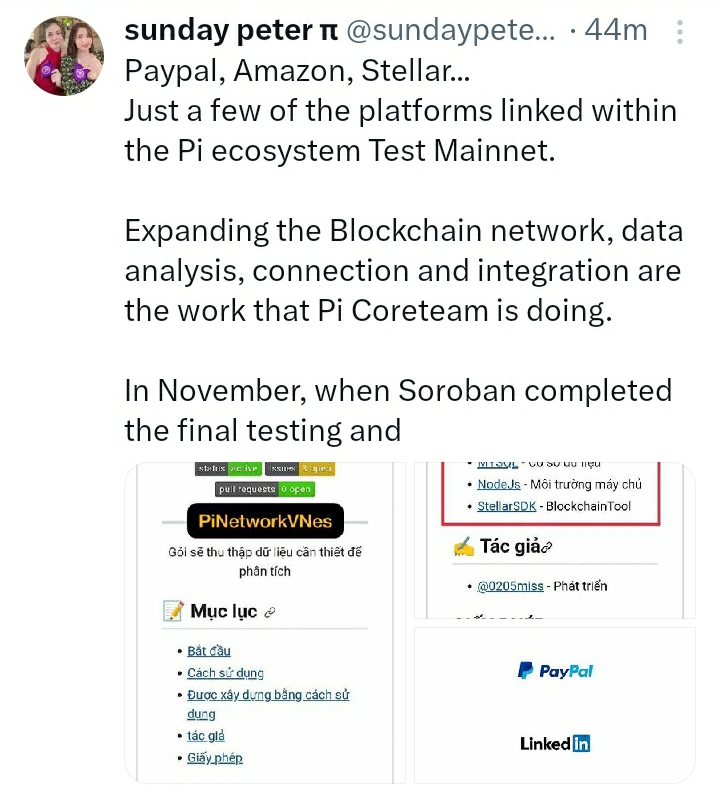 sunday peter π @sundaypete... · 44m
Paypal, Amazon, Stellar...
Just a few of the platforms linked within
the Pi ecosystem Test Mainnet.
Expanding the Blockchain network, data
analysis, connection and integration are
the work that Pi Coreteam is doing.
In November, when Soroban completed
the final testing and
status active issues 8 open
pull requests 0 open
PiNetworkVNes
Gói sẽ thu thập dữ liệu cần thiết để
phân tích
Mục lục
Bắt đầu
Cách sử dụng
Được xây dựng bằng cách sử
dụng
tác giả
Giấy phép
MYSQL - Cơ sở dữ liệu
NodeJs - Môi trường máy chủ
StellarSDK - BlockchainTool
Tác giả
@0205miss - Phát triển
PayPal
Linkedin